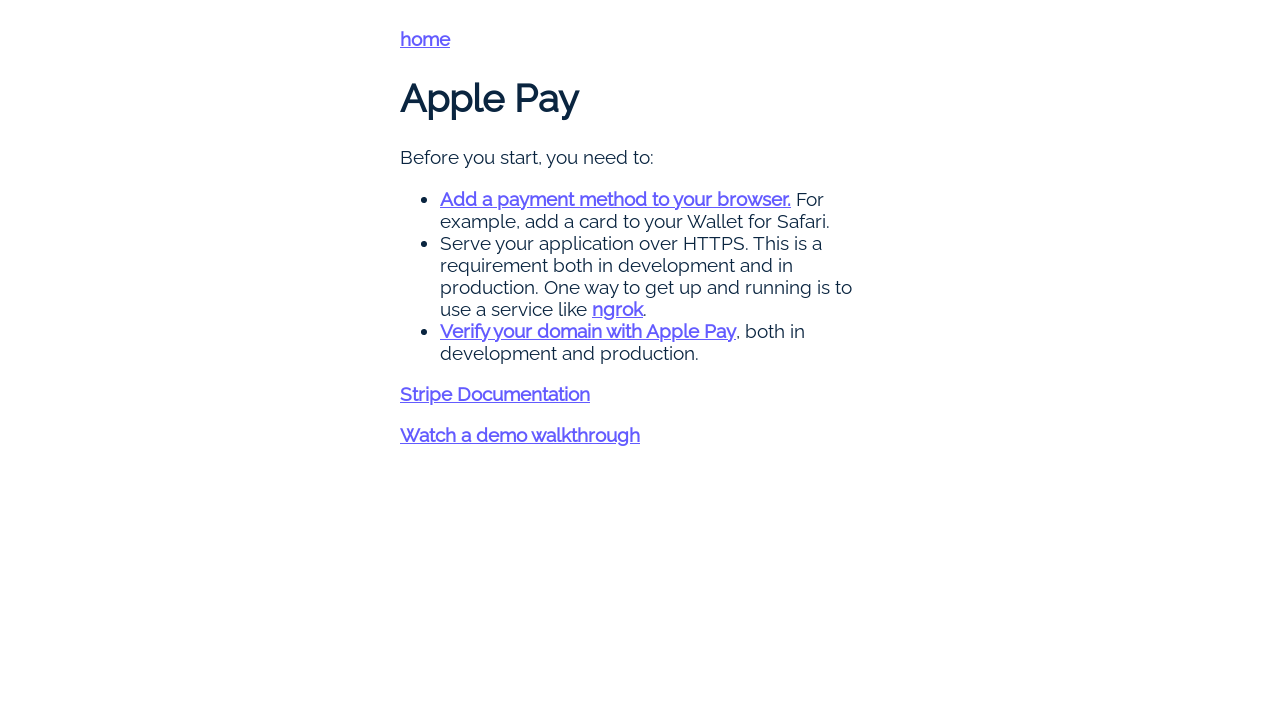 home
Apple Pay
Before you start, you need to:
Add a payment method to your browser. For
example, add a card to your Wallet for Safari.
Serve your application over HTTPS. This is a
requirement both in development and in
production. One way to get up and running is to
use a service like ngrok.
Verify your domain with Apple Pay, both in
development and production.
Stripe Documentation
Watch a demo walkthrough